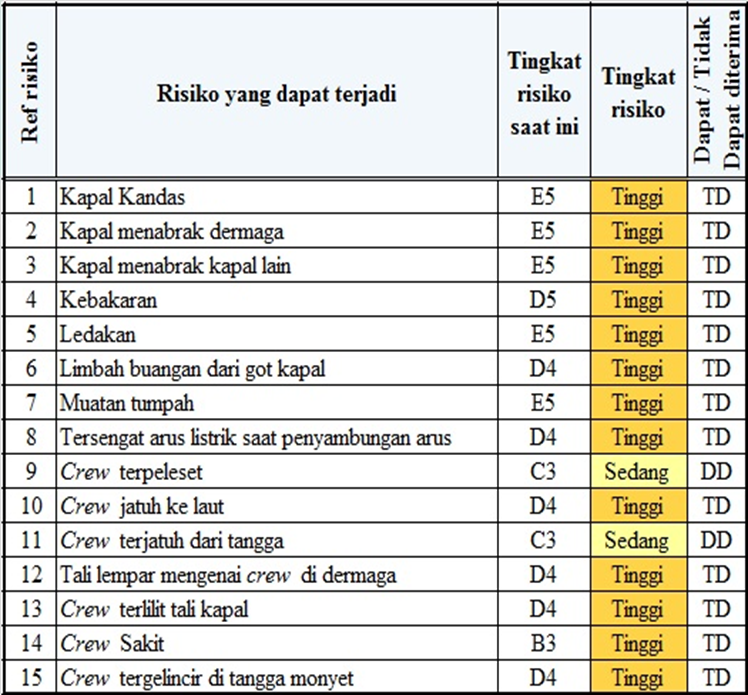 Ref risiko Risiko yang dapat terjadi Tingkat risiko saat ini Tingkat risiko Dapat / Tidak Dapat diterima
1 Kapal Kandas E5 Tinggi TD
2 Kapal menabrak dermaga E5 Tinggi TD
3 Kapal menabrak kapal lain E5 Tinggi TD
4 Kebakaran D5 Tinggi TD
5 Ledakan E5 Tinggi TD
6 Limbah buangan dari got kapal D4 Tinggi TD
7 Muatan tumpah E5 Tinggi TD
8 Tersengat arus listrik saat penyambungan arus D4 Tinggi TD
9 Crew terpeleset C3 Sedang DD
10 Crew jatuh ke laut D4 Tinggi TD
11 Crew terjatuh dari tangga C3 Sedang DD
12 Tali lempar mengenai crew di dermaga D4 Tinggi TD
13 Crew terlilit tali kapal D4 Tinggi TD
14 Crew Sakit B3 Tinggi TD
15 Crew tergelincir di tangga monyet D4 Tinggi TD